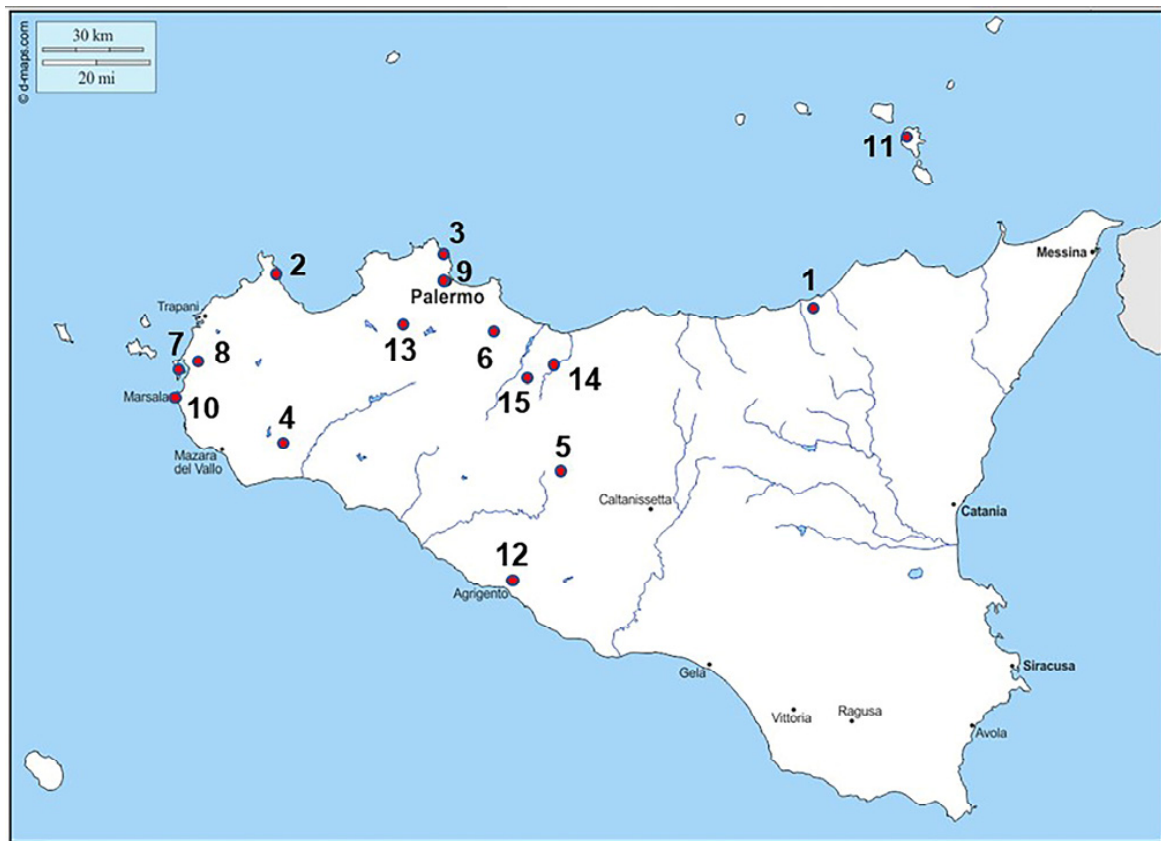 © d-maps.com
30 km
20 mi
11
3
2
Messina
9
1
Palermo
Trapani
13
6
7
8
14
15
Marsala
10
4
5
Mazara
del Vallo
Caltanissetta
Catania
12
Agrigento
Gela
Siracusa
Vittoria
Ragusa
Avola